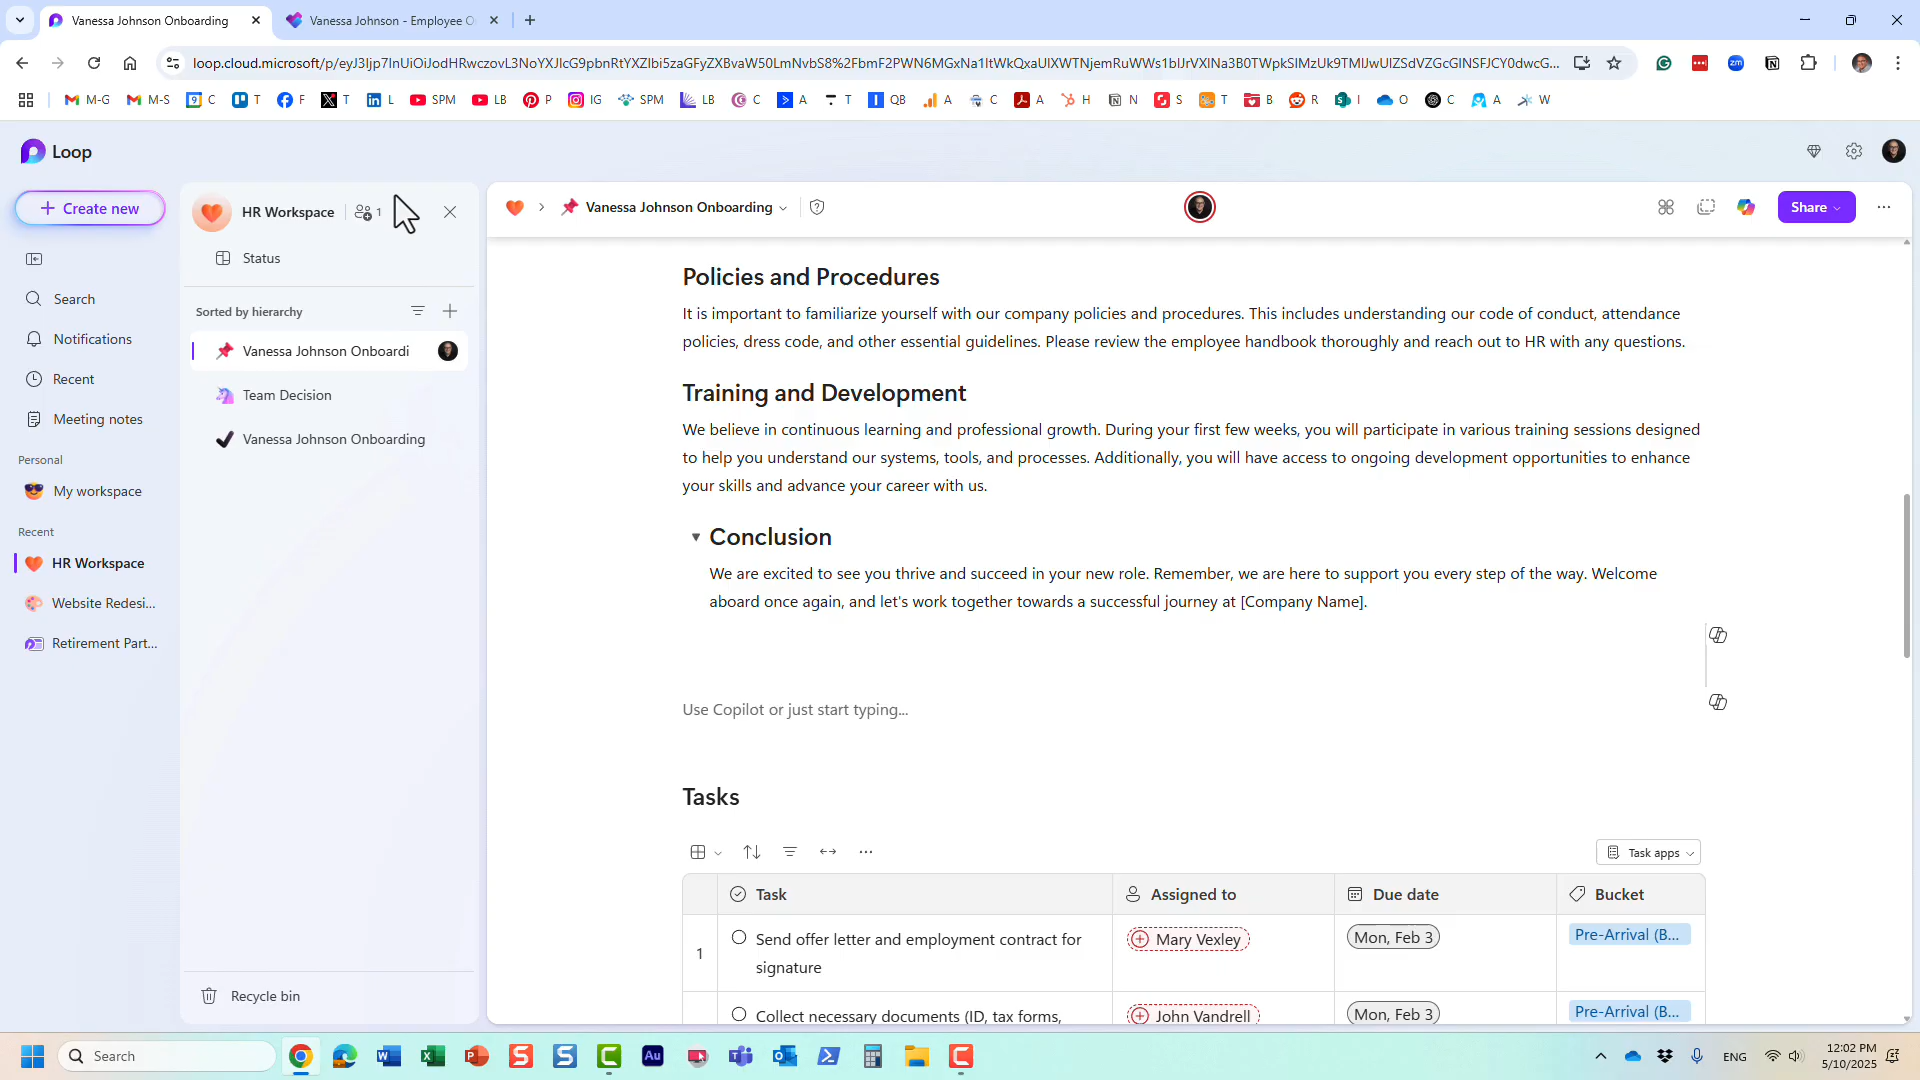 Vanessa Johnson Onboarding
Vanessa Johnson - Employee O
M-G
M-S
C
T
F
T
L
SPM
LB
P
IG
SPM
LB
C
A
T
QB
A
C
A
H
N
S
T
B
R
I
O
C
A
W
Loop
Create new
Search
Notifications
Recent
Meeting notes
Personal
My workspace
Recent
HR Workspace
Website Redesi...
Retirement Part...
HR Workspace
1
Status
Sorted by hierarchy
Vanessa Johnson Onboardi
Team Decision
Vanessa Johnson Onboarding
Recycle bin
Vanessa Johnson Onboarding
Share
Policies and Procedures
It is important to familiarize yourself with our company policies and procedures. This includes understanding our code of conduct, attendance
policies, dress code, and other essential guidelines. Please review the employee handbook thoroughly and reach out to HR with any questions.
Training and Development
We believe in continuous learning and professional growth. During your first few weeks, you will participate in various training sessions designed
to help you understand our systems, tools, and processes. Additionally, you will have access to ongoing development opportunities to enhance
your skills and advance your career with us.
Conclusion
We are excited to see you thrive and succeed in your new role. Remember, we are here to support you every step of the way. Welcome
aboard once again, and let's work together towards a successful journey at [Company Name].
Use Copilot or just start typing...
Tasks
Task apps
Task Assigned to Due date Bucket
1 Send offer letter and employment contract for Mary Vexley Mon, Feb 3 Pre-Arrival (B...
signature
Collect necessary documents (ID, tax forms, John Vandrell Mon, Feb 3 Pre-Arrival (B...
Search
ENG
12:02 PM
5/10/2025